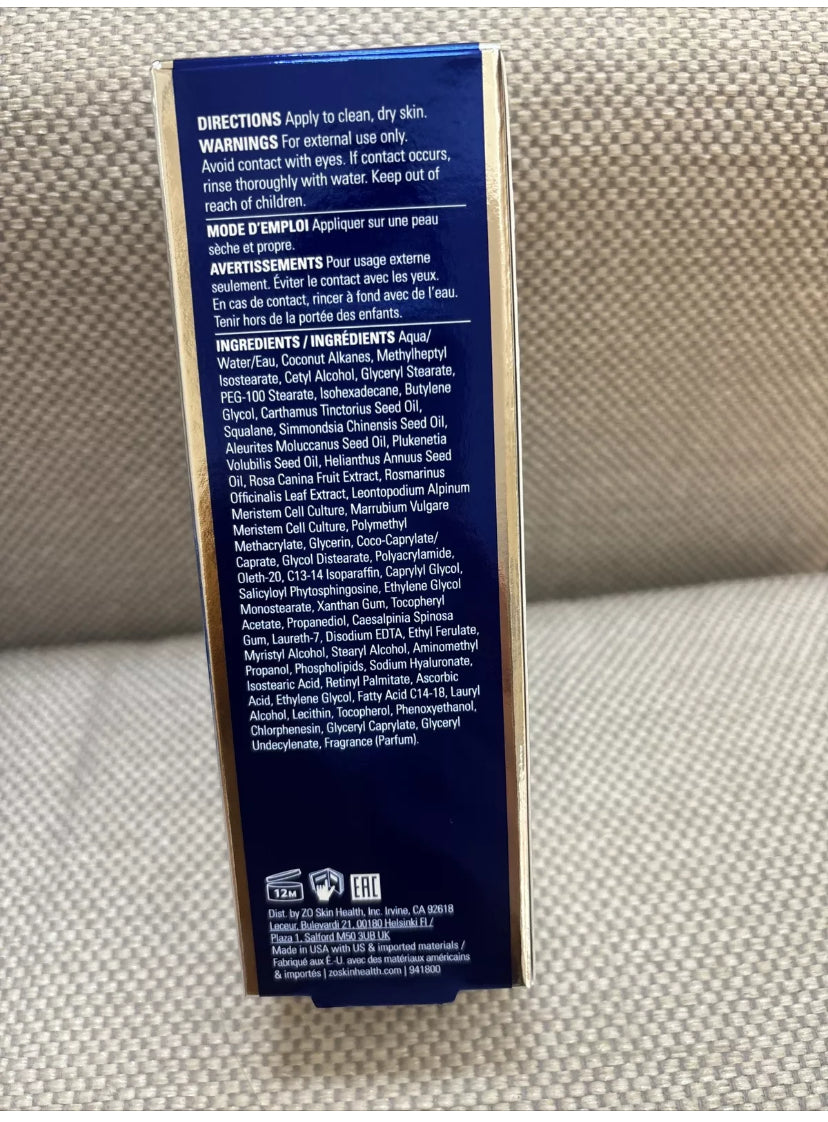 DIRECTIONS Apply to clean, dry skin.
WARNINGS For external use only.
Avoid contact with eyes. If contact occurs,
rinse thoroughly with water. Keep out of
reach of children.
MODE D'EMPLOI Appliquer sur une peau
sèche et propre.
AVERTISSEMENTS Pour usage externe
seulement. Éviter le contact avec les yeux.
En cas de contact, rincer à fond avec de l'eau.
Tenir hors de la portée des enfants.
INGREDIENTS / INGRÉDIENTS Aqua/
Water/Eau, Coconut Alkanes, Methylheptyl
Isostearate, Cetyl Alcohol, Glyceryl Stearate,
PEG-100 Stearate, Isohexadecane, Butylene
Glycol, Carthamus Tinctorius Seed Oil,
Squalane, Simmondsia Chinensis Seed Oil,
Aleurites Moluccanus Seed Oil, Plukenetia
Volubilis Seed Oil, Helianthus Annuus Seed
Oil, Rosa Canina Fruit Extract, Rosmarinus
Officinalis Leaf Extract, Leontopodium Alpinum
Meristem Cell Culture, Marrubium Vulgare
Meristem Cell Culture, Polymethyl
Methacrylate, Glycerin, Coco-Caprylate/
Caprate, Glycol Distearate, Polyacrylamide,
Oleth-20, C13-14 Isoparaffin, Caprylyl Glycol,
Salicyloyl Phytosphingosine, Ethylene Glycol
Monostearate, Xanthan Gum, Tocopheryl
Acetate, Propanediol, Caesalpinia Spinosa
Gum, Laureth-7, Disodium EDTA, Ethyl Ferulate,
Myristyl Alcohol, Stearyl Alcohol, Aminomethyl
Propanol, Phospholipids, Sodium Hyaluronate,
Isostearic Acid, Retinyl Palmitate, Ascorbic
Acid, Ethylene Glycol, Fatty Acid C14-18, Lauryl
Alcohol, Lecithin, Tocopherol, Phenoxyethanol,
Chlorphenesin, Glyceryl Caprylate, Glyceryl
Undecylenate, Fragrance (Parfum).
12M EAC
Dist. by ZO Skin Health, Inc. Irvine, CA 92618
Leceur, Bulevardi 21, 00180 Helsinki FI /
Plaza 1, Salford M50 3UB UK
Made in USA with US & imported materials /
Fabriqué aux É.-U. avec des matériaux américains
& importés | zoskinhealth.com | 941800